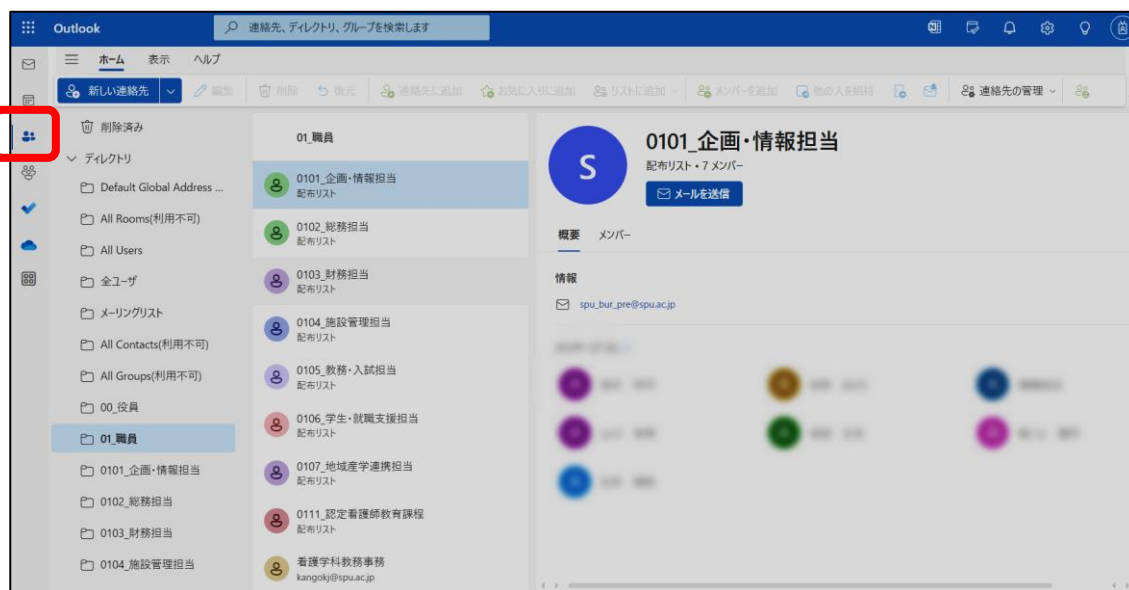 Outlook
連絡先、ディレクトリ、グループを検索します
ホーム 表示 ヘルプ
新しい連絡先 編集 削除 復元 連絡先に追加 お気に入りに追加 リストに追加 メンバーを追加 他の人を招待 連絡先の管理
削除済み
ディレクトリ
Default Global Address ...
All Rooms(利用不可)
All Users
全ユーザ
メーリングリスト
All Contacts(利用不可)
All Groups(利用不可)
00_役員
01_職員
0101_企画・情報担当
0102_総務担当
0103_財務担当
0104_施設管理担当
01_職員
0101_企画・情報担当
配布リスト
0102_総務担当
配布リスト
0103_財務担当
配布リスト
0104_施設管理担当
配布リスト
0105_教務・入試担当
配布リスト
0106_学生・就職支援担当
配布リスト
0107_地域産学連携担当
配布リスト
0111_認定看護師教育課程
配布リスト
看護学科教務事務
kangokj@spu.ac.jp
S
0101_企画・情報担当
配布リスト・7 メンバー
メールを送信
概要 メンバー
情報
spu_bur_pre@spu.ac.jp